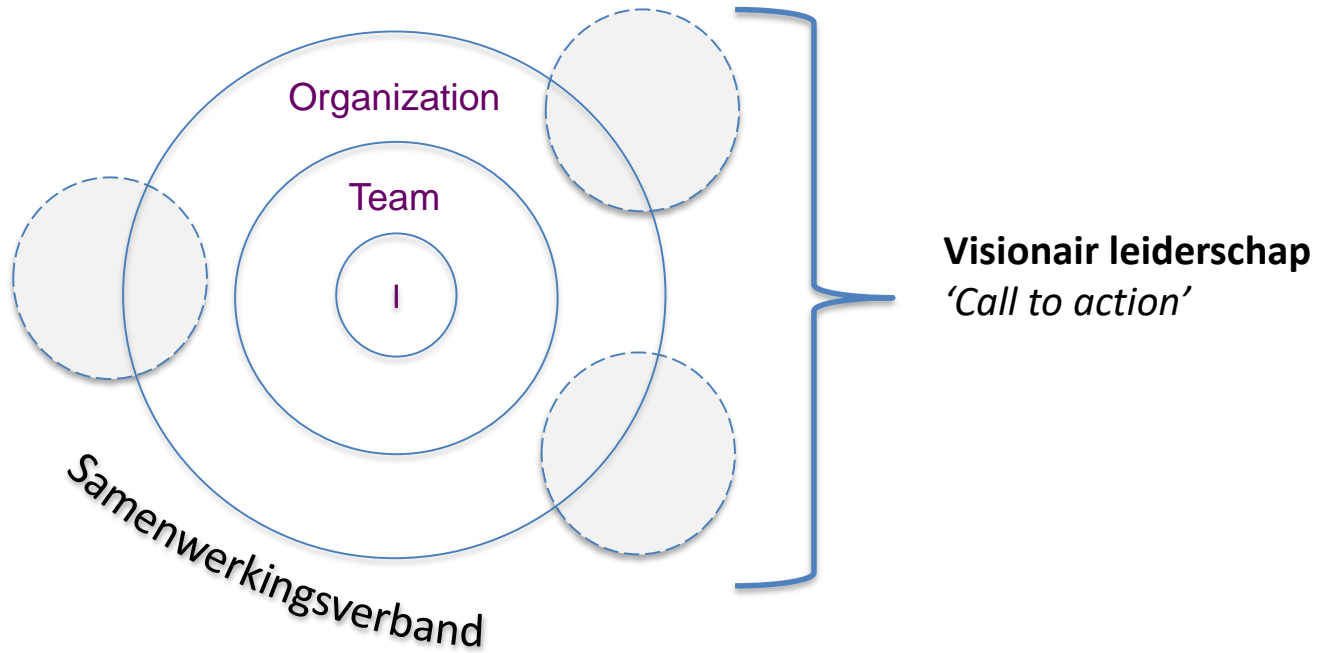 Organization
Team
I
Samenwerkingsverband
Visionair leiderschap
‘Call to action’